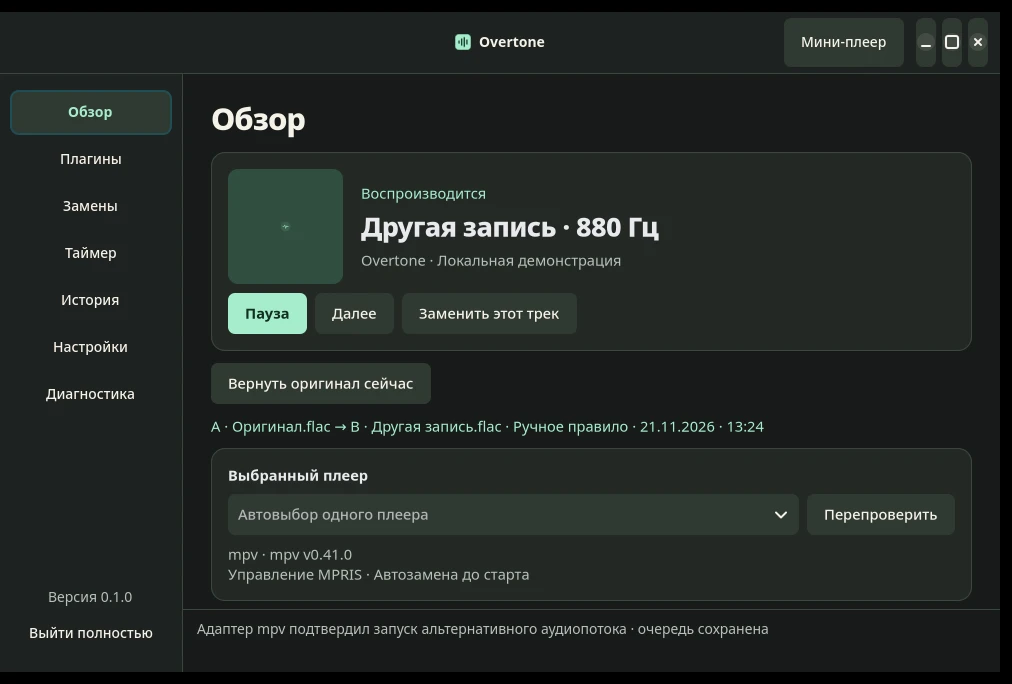 Overtone
Мини-плеер
Обзор
Плагины
Замены
Таймер
История
Настройки
Диагностика
Версия 0.1.0
Выйти полностью
Обзор
Воспроизводится
Другая запись · 880 Гц
Overtone · Локальная демонстрация
Пауза
Далее
Заменить этот трек
Вернуть оригинал сейчас
A · Оригинал.flac → B · Другая запись.flac · Ручное правило · 21.11.2026 · 13:24
Выбранный плеер
Автовыбор одного плеера
Перепроверить
mpv · mpv v0.41.0
Управление MPRIS · Автозамена до старта
Адаптер mpv подтвердил запуск альтернативного аудиопотока · очередь сохранена